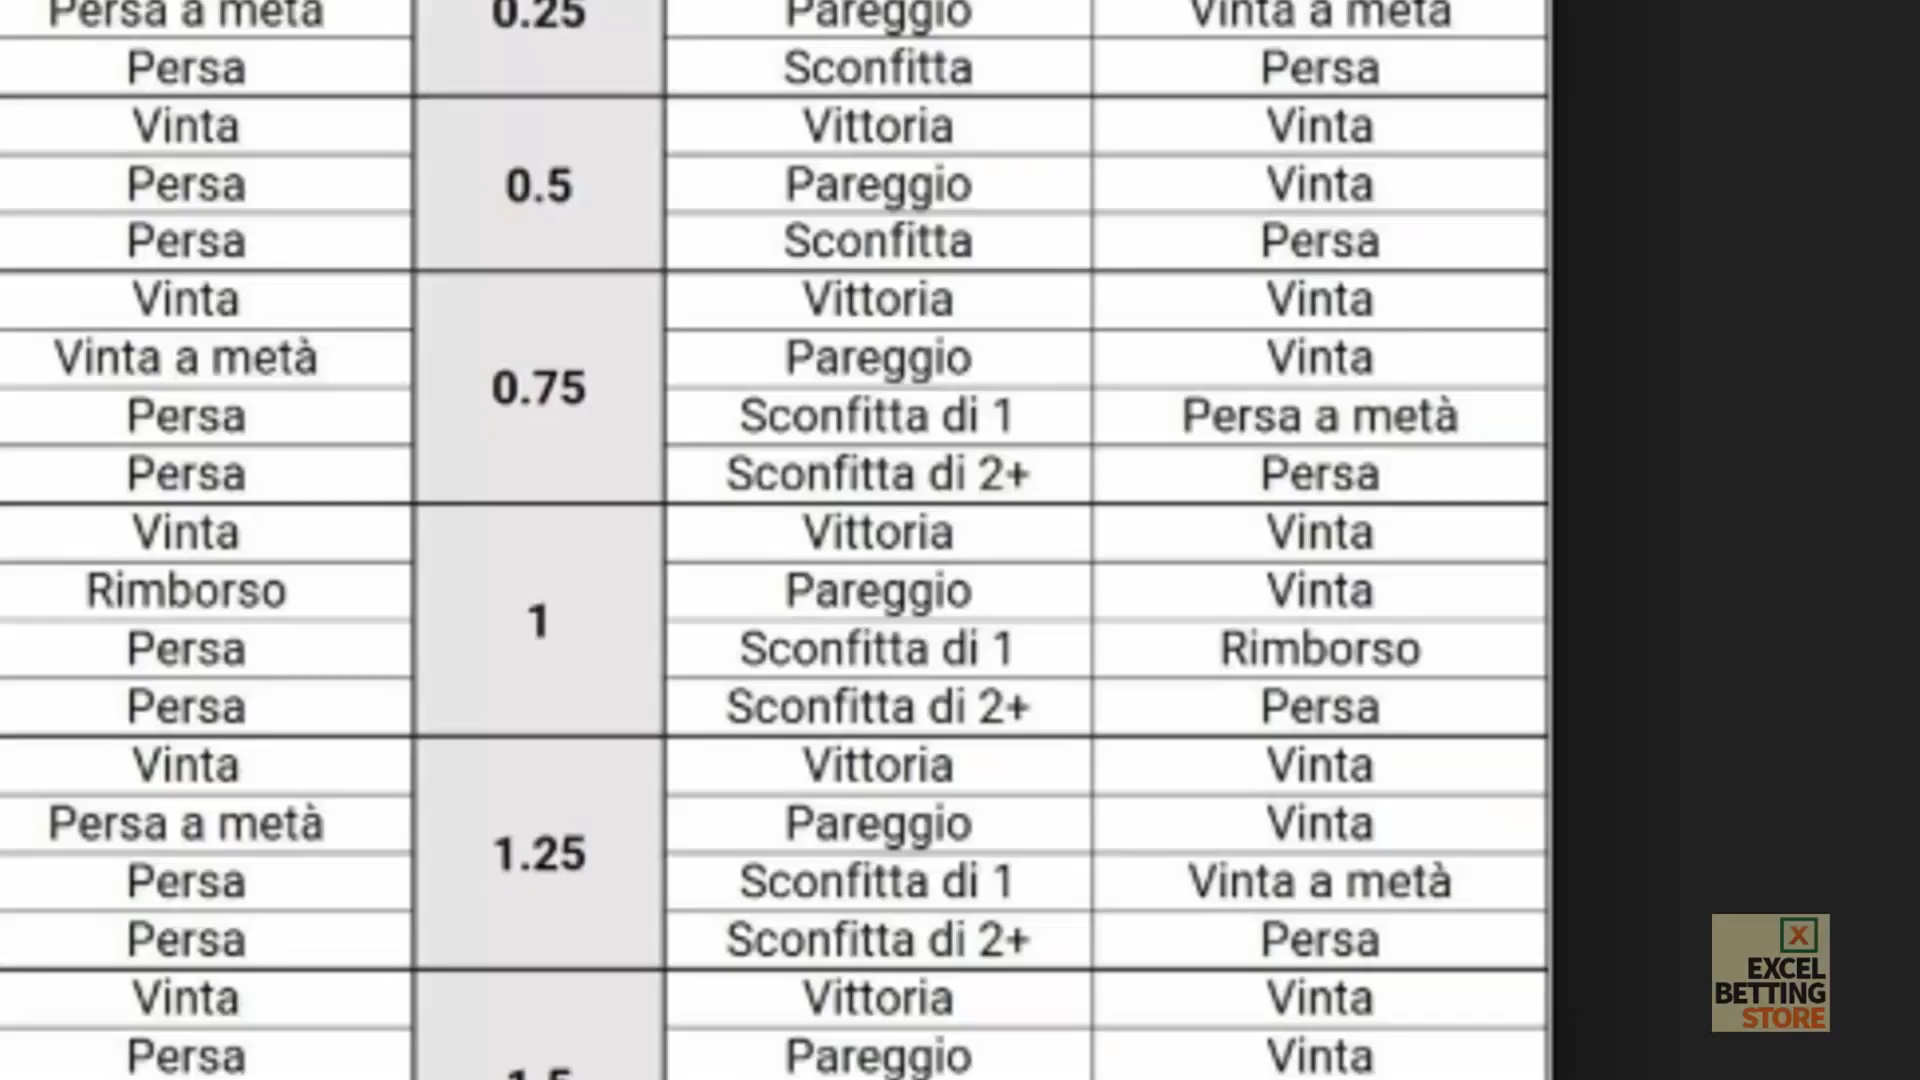 Persa a metà 0.25 Pareggio Vinta a metà
Persa Sconfitta Persa
Vinta Vittoria Vinta
Persa 0.5 Pareggio Vinta
Persa Sconfitta Persa
Vinta Vittoria Vinta
Vinta a metà Pareggio Vinta
0.75
Persa Sconfitta di 1 Persa a metà
Persa Sconfitta di 2+ Persa
Vinta Vittoria Vinta
Rimborso Pareggio Vinta
1
Persa Sconfitta di 1 Rimborso
Persa Sconfitta di 2+ Persa
Vinta Vittoria Vinta
Persa a metà Pareggio Vinta
1.25
Persa Sconfitta di 1 Vinta a metà
Persa Sconfitta di 2+ Persa
Vinta Vittoria Vinta
Persa Pareggio Vinta
1.5
X
EXCEL
BETTING
STORE